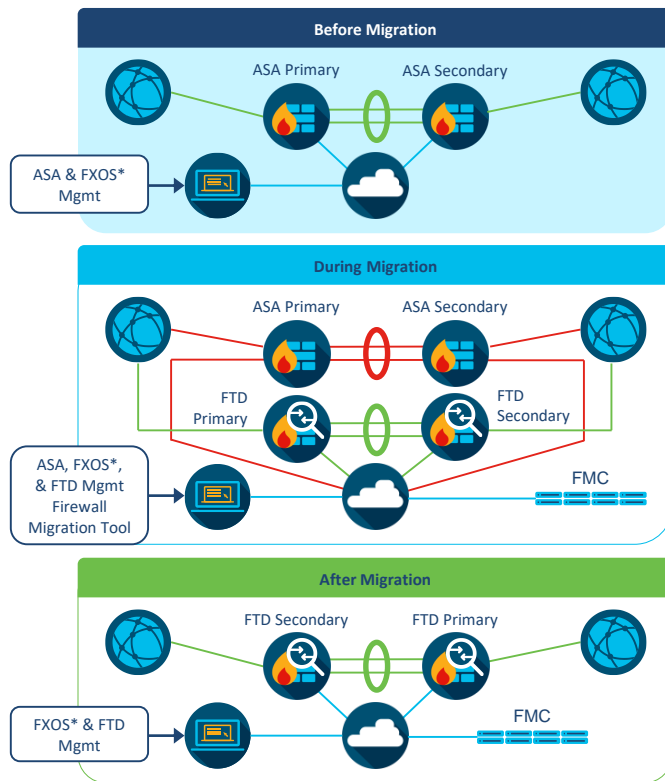 Before Migration
ASA Primary
ASA Secondary
ASA & FXOS*
Mgmt
During Migration
ASA Primary
ASA Secondary
FTD
Primary
FTD
Secondary
ASA, FXOS*,
& FTD Mgmt
Firewall
Migration Tool
FMC
After Migration
FTD Secondary
FTD Primary
FXOS* & FTD
Mgmt
FMC